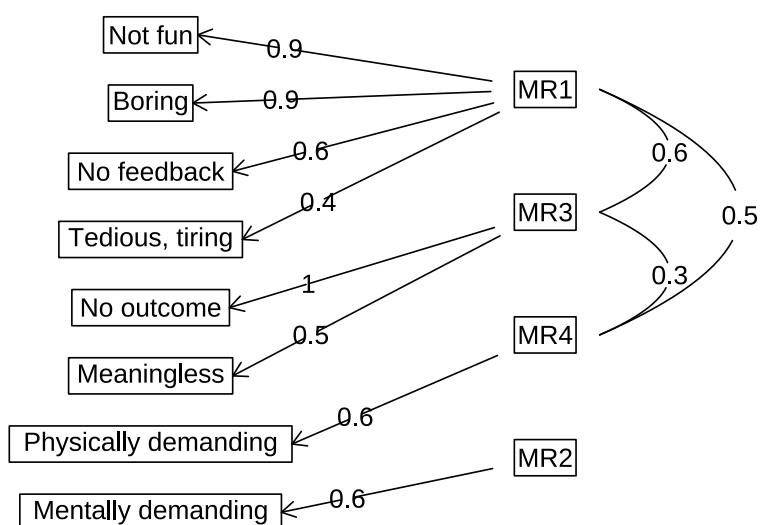 Not fun
0.9
MR1
Boring
0.9
No feedback
0.6
0.6
Tedious, tiring
0.4
MR3
0.5
No outcome
1
0.3
Meaningless
0.5
MR4
Physically demanding
0.6
MR2
Mentally demanding
0.6